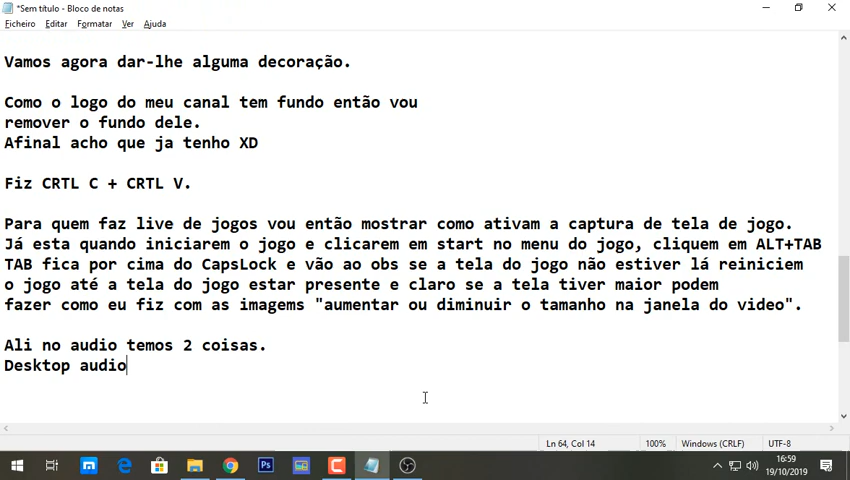 *Sem título - Bloco de notas
Ficheiro Editar Formatar Ver Ajuda
Vamos agora dar-lhe alguma decoração.
Como o logo do meu canal tem fundo então vou
remover o fundo dele.
Afinal acho que ja tenho XD
Fiz CRTL C + CRTL V.
Para quem faz live de jogos vou então mostrar como ativam a captura de tela de jogo.
Já esta quando iniciarem o jogo e clicarem em start no menu do jogo, cliquem em ALT+TAB
TAB fica por cima do CapsLock e vão ao obs se a tela do jogo não estiver lá reiniciem
o jogo até a tela do jogo estar presente e claro se a tela tiver maior podem
fazer como eu fiz com as imagems "aumentar ou diminuir o tamanho na janela do video".
Ali no audio temos 2 coisas.
Desktop audio
Ln 64, Col 14 100% Windows (CRLF) UTF-8
Ps
16:59
19/10/2019